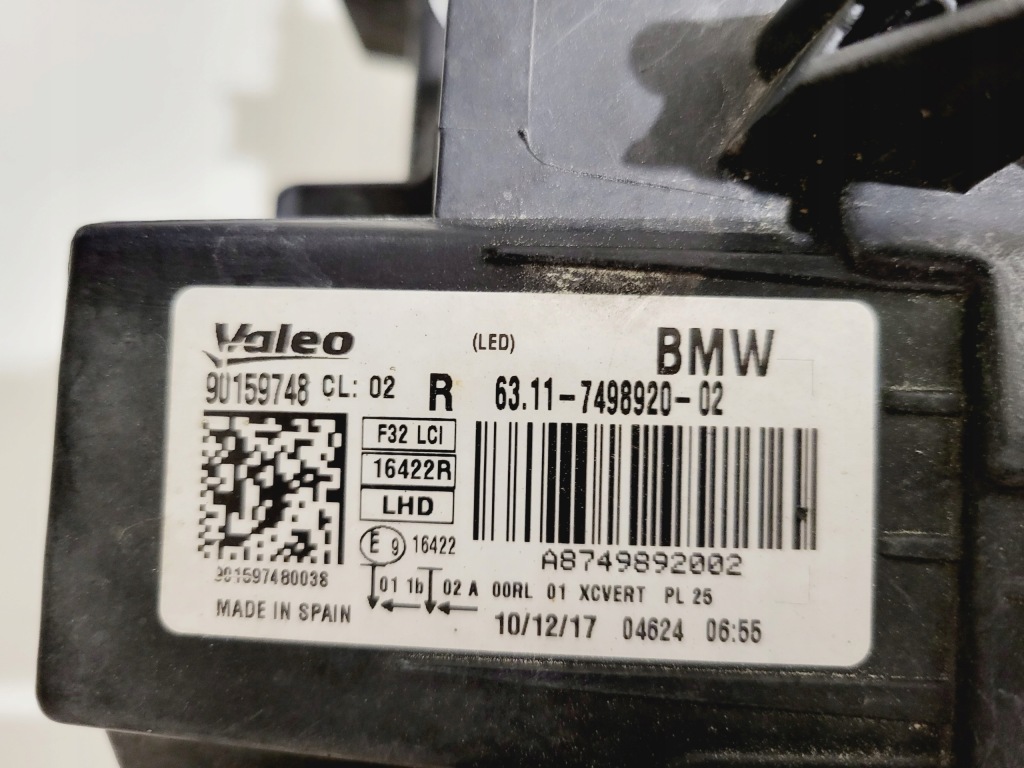 Valeo (LED) BMW
90159748 CL: 02 R 63.11-7498920-02
F32 LCI
16422R
LHD
E 9 16422
A8749892002
901597480038
01 1b 02 A 00RL 01 XCVERT PL 25
MADE IN SPAIN
10/12/17 04624 06:55